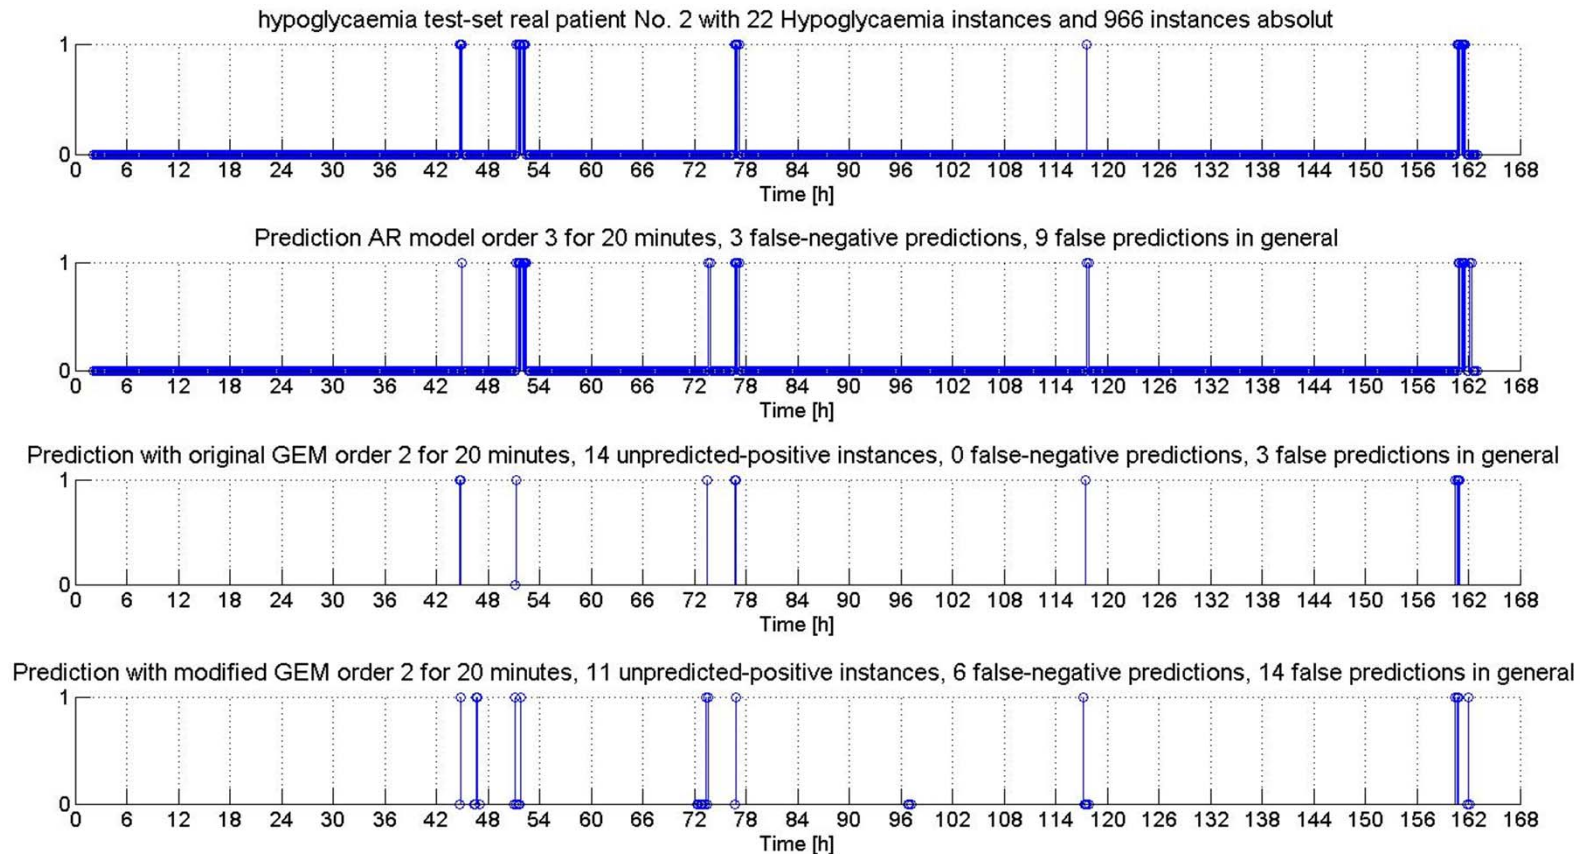 hypoglycaemia test-set real patient No. 2 with 22 Hypoglycaemia instances and 966 instances absolut
1
0
0 6 12 18 24 30 36 42 48 54 60 66 72 78 84 90 96 102 108 114 120 126 132 138 144 150 156 162 168
Time [h]
Prediction AR model order 3 for 20 minutes, 3 false-negative predictions, 9 false predictions in general
1
0
0 6 12 18 24 30 36 42 48 54 60 66 72 78 84 90 96 102 108 114 120 126 132 138 144 150 156 162 168
Time [h]
Prediction with original GEM order 2 for 20 minutes, 14 unpredicted-positive instances, 0 false-negative predictions, 3 false predictions in general
1
0
0 6 12 18 24 30 36 42 48 54 60 66 72 78 84 90 96 102 108 114 120 126 132 138 144 150 156 162 168
Time [h]
Prediction with modified GEM order 2 for 20 minutes, 11 unpredicted-positive instances, 6 false-negative predictions, 14 false predictions in general
1
0
0 6 12 18 24 30 36 42 48 54 60 66 72 78 84 90 96 102 108 114 120 126 132 138 144 150 156 162 168
Time [h]